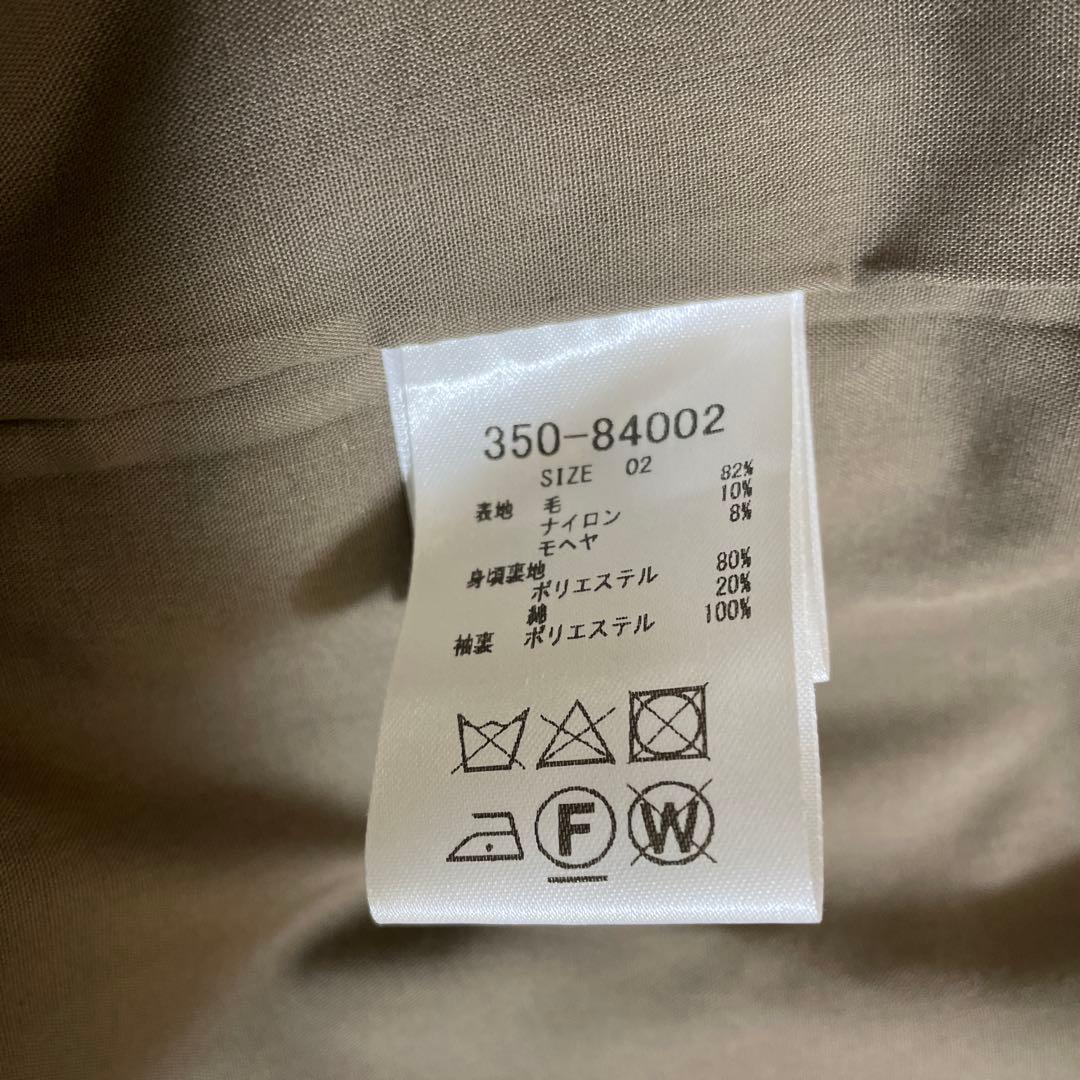 350-84002
SIZE 02
表地 毛 82%
ナイロン 10%
モヘヤ 8%
身頃裏地
ポリエステル 80%
綿 20%
袖裏 ポリエステル 100%
F W